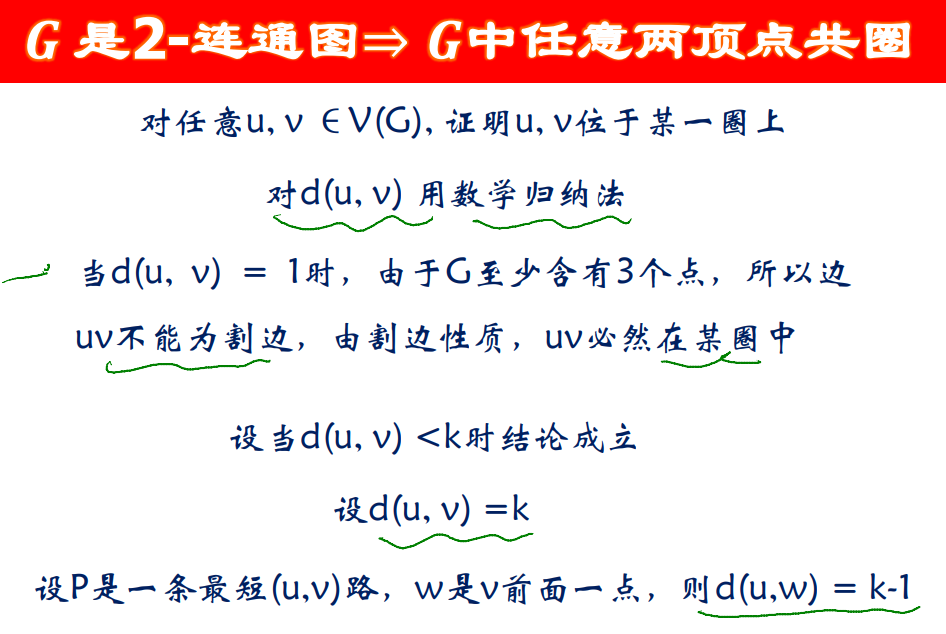 G 是2-连通图⇒ G中任意两顶点共圈
对任意u, v ∈V(G), 证明u, v位于某一圈上
对d(u, v) 用数学归纳法
当d(u, v) = 1时，由于G至少含有3个点，所以边
uv不能为割边，由割边性质，uv必然在某圈中
设当d(u, v) <k时结论成立
设d(u, v) =k
设P是一条最短(u,v)路，w是v前面一点，则d(u,w) = k-1